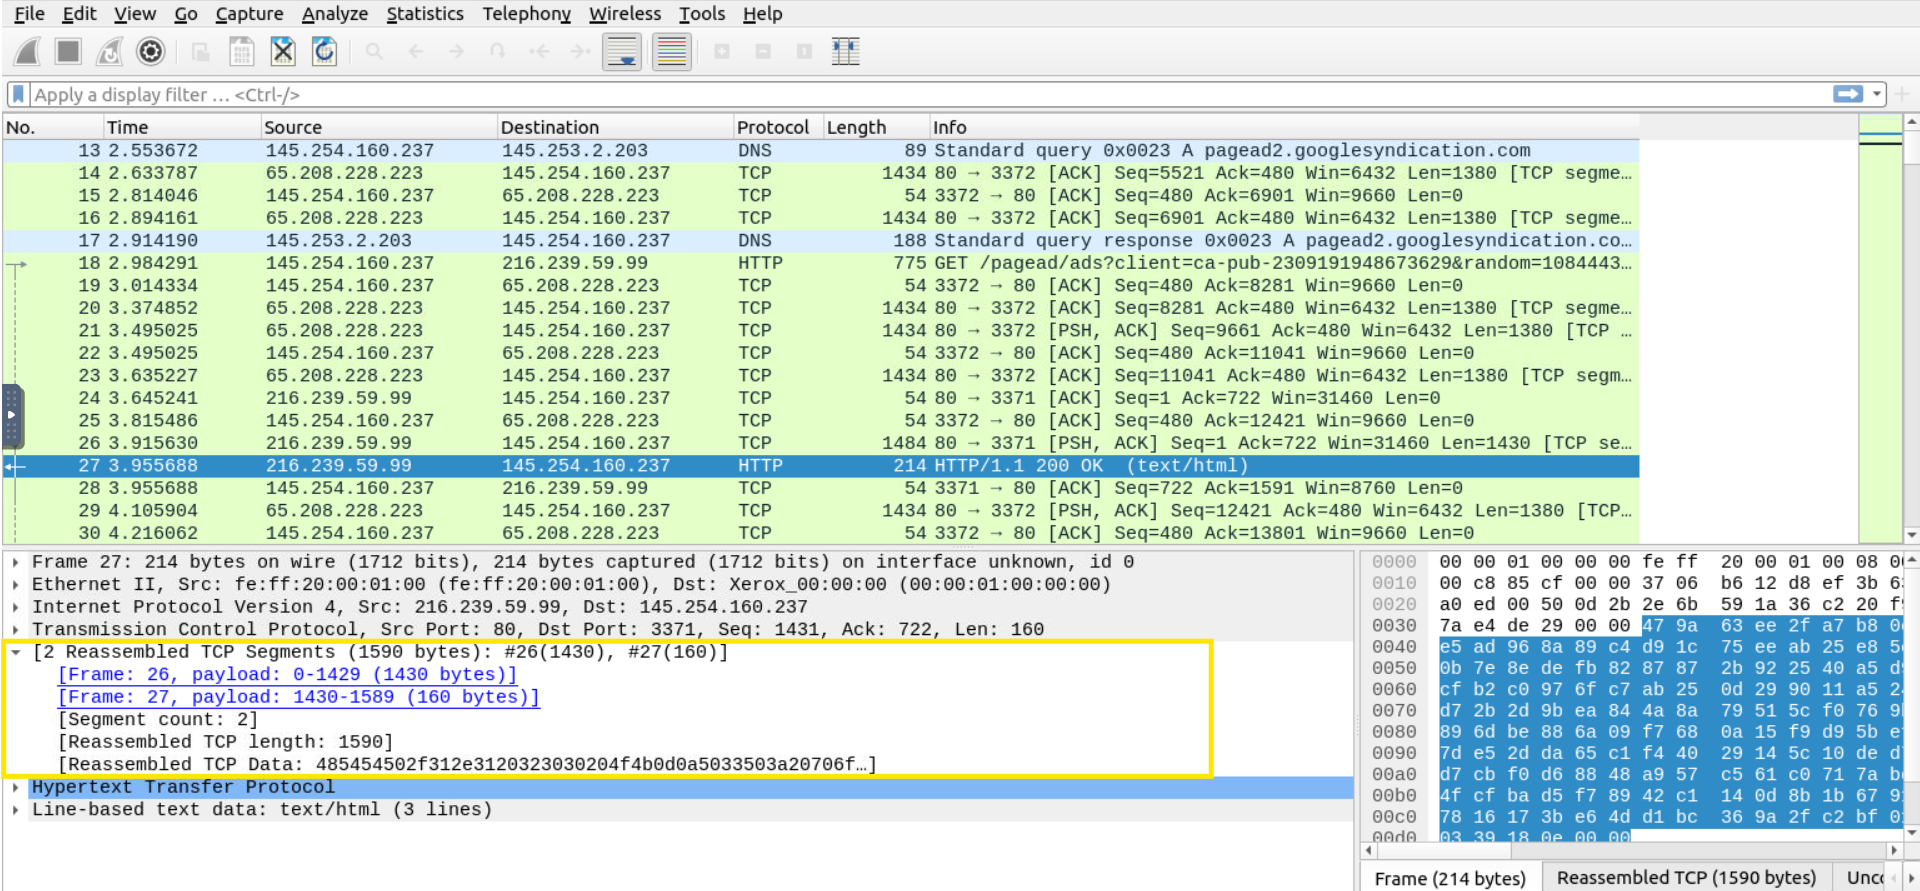 File Edit View Go Capture Analyze Statistics Telephony Wireless Tools Help
Apply a display filter … <Ctrl-/>
No. Time Source Destination Protocol Length Info
13 2.553672 145.254.160.237 145.253.2.203 DNS 89 Standard query 0x0023 A pagead2.googlesyndication.com
14 2.633787 65.208.228.223 145.254.160.237 TCP 1434 80 → 3372 [ACK] Seq=5521 Ack=480 Win=6432 Len=1380 [TCP segme…
15 2.814046 145.254.160.237 65.208.228.223 TCP 54 3372 → 80 [ACK] Seq=480 Ack=6901 Win=9660 Len=0
16 2.894161 65.208.228.223 145.254.160.237 TCP 1434 80 → 3372 [ACK] Seq=6901 Ack=480 Win=6432 Len=1380 [TCP segme…
17 2.914190 145.253.2.203 145.254.160.237 DNS 188 Standard query response 0x0023 A pagead2.googlesyndication.co…
18 2.984291 145.254.160.237 216.239.59.99 HTTP 775 GET /pagead/ads?client=ca-pub-2309191948673629&random=1084443…
19 3.014334 145.254.160.237 65.208.228.223 TCP 54 3372 → 80 [ACK] Seq=480 Ack=8281 Win=9660 Len=0
20 3.374852 65.208.228.223 145.254.160.237 TCP 1434 80 → 3372 [ACK] Seq=8281 Ack=480 Win=6432 Len=1380 [TCP segme…
21 3.495025 65.208.228.223 145.254.160.237 TCP 1434 80 → 3372 [PSH, ACK] Seq=9661 Ack=480 Win=6432 Len=1380 [TCP …
22 3.495025 145.254.160.237 65.208.228.223 TCP 54 3372 → 80 [ACK] Seq=480 Ack=11041 Win=9660 Len=0
23 3.635227 65.208.228.223 145.254.160.237 TCP 1434 80 → 3372 [ACK] Seq=11041 Ack=480 Win=6432 Len=1380 [TCP segm…
24 3.645241 216.239.59.99 145.254.160.237 TCP 54 80 → 3371 [ACK] Seq=1 Ack=722 Win=31460 Len=0
25 3.815486 145.254.160.237 65.208.228.223 TCP 54 3372 → 80 [ACK] Seq=480 Ack=12421 Win=9660 Len=0
26 3.915630 216.239.59.99 145.254.160.237 TCP 1484 80 → 3371 [PSH, ACK] Seq=1 Ack=722 Win=31460 Len=1430 [TCP se…
27 3.955688 216.239.59.99 145.254.160.237 HTTP 214 HTTP/1.1 200 OK (text/html)
28 3.955688 145.254.160.237 216.239.59.99 TCP 54 3371 → 80 [ACK] Seq=722 Ack=1591 Win=8760 Len=0
29 4.105904 65.208.228.223 145.254.160.237 TCP 1434 80 → 3372 [PSH, ACK] Seq=12421 Ack=480 Win=6432 Len=1380 [TCP…
30 4.216062 145.254.160.237 65.208.228.223 TCP 54 3372 → 80 [ACK] Seq=480 Ack=13801 Win=9660 Len=0
Frame 27: 214 bytes on wire (1712 bits), 214 bytes captured (1712 bits) on interface unknown, id 0
Ethernet II, Src: fe:ff:20:00:01:00 (fe:ff:20:00:01:00), Dst: Xerox_00:00:00 (00:00:01:00:00:00)
Internet Protocol Version 4, Src: 216.239.59.99, Dst: 145.254.160.237
Transmission Control Protocol, Src Port: 80, Dst Port: 3371, Seq: 1431, Ack: 722, Len: 160
[2 Reassembled TCP Segments (1590 bytes): #26(1430), #27(160)]
[Frame: 26, payload: 0-1429 (1430 bytes)]
[Frame: 27, payload: 1430-1589 (160 bytes)]
[Segment count: 2]
[Reassembled TCP length: 1590]
[Reassembled TCP Data: 485454502f312e3120323030204f4b0d0a5033503a20706f…]
Hypertext Transfer Protocol
Line-based text data: text/html (3 lines)
0000 00 00 01 00 00 00 fe ff 20 00 01 00 08
0010 00 c8 85 cf 00 00 37 06 b6 12 d8 ef 3b
0020 a0 ed 00 50 0d 2b 2e 6b 59 1a 36 c2 20
0030 7a e4 de 29 00 00 47 9a 63 ee 2f a7 b8
0040 e5 ad 96 8a 89 c4 d9 1c 75 ee ab 25 e8
0050 0b 7e 8e de fb 82 87 87 2b 92 25 40 a5
0060 cf b2 c0 97 6f c7 ab 25 0d 29 90 11 a5
0070 d7 2b 2d 9b ea 84 4a 8a 79 51 5c f0 76
0080 89 6d be 88 6a 09 f7 68 0a 15 f9 d9 5b
0090 7d e5 2d da 65 c1 f4 40 29 14 5c 10 de
00a0 d7 cb f0 d6 88 48 a9 57 c5 61 c0 71 7a
00b0 4f cf ba d5 f7 89 42 c1 14 0d 8b 1b 67
00c0 78 16 17 3b e6 4d d1 bc 36 9a 2f c2 bf
00d0 03 39 18 0e 00 00
Frame (214 bytes) Reassembled TCP (1590 bytes)